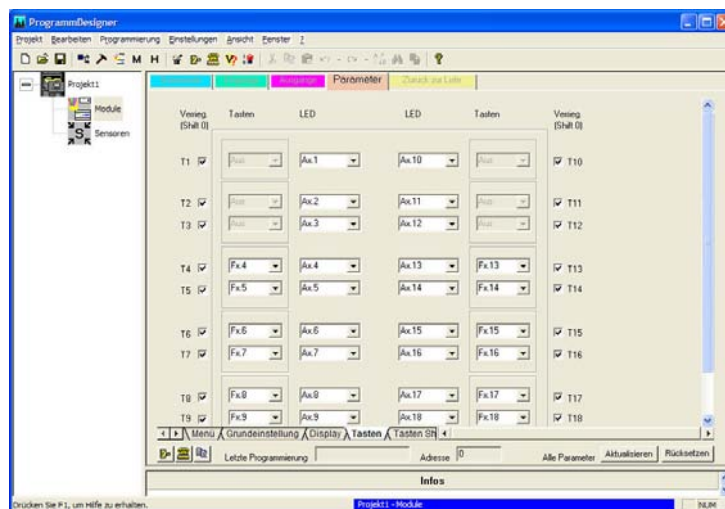 ProgrammDesigner
Projekt Bearbeiten Programmierung Einstellungen Ansicht Fenster ?
M H
Projekt1
Module
Sensoren
Ausgänge Parameter Zurück zur Liste
Verrieg. (Shift 0) Tasten LED LED Tasten Verrieg. (Shift 0)
T1 Aus Ax.1 Ax.10 Aus T10
T2 Aus Ax.2 Ax.11 Aus T11
T3 Aus Ax.3 Ax.12 Aus T12
T4 Fx.4 Ax.4 Ax.13 Fx.13 T13
T5 Fx.5 Ax.5 Ax.14 Fx.14 T14
T6 Fx.6 Ax.6 Ax.15 Fx.15 T15
T7 Fx.7 Ax.7 Ax.16 Fx.16 T16
T8 Fx.8 Ax.8 Ax.17 Fx.17 T17
T9 Fx.9 Ax.9 Ax.18 Fx.18 T18
Menü Grundeinstellung Display Tasten Tasten Sh
Letzte Programmierung Adresse 0 Alle Parameter Aktualisieren Rücksetzen
Infos
Drücken Sie F1, um Hilfe zu erhalten. Projekt1 - Module NUM